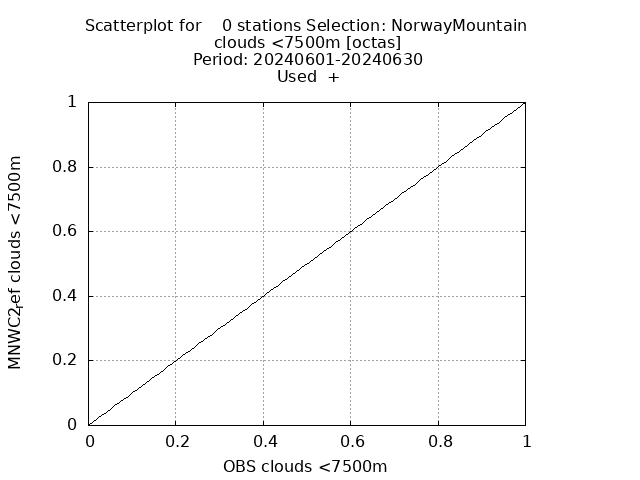 Scatterplot for    0 stations Selection: NorwayMountain
clouds <7500m [octas]
Period: 20240601-20240630
Used  +
1
0.8
0.6
0.4
0.2
0
MNWC2ref clouds <7500m
0 0.2 0.4 0.6 0.8 1
OBS clouds <7500m